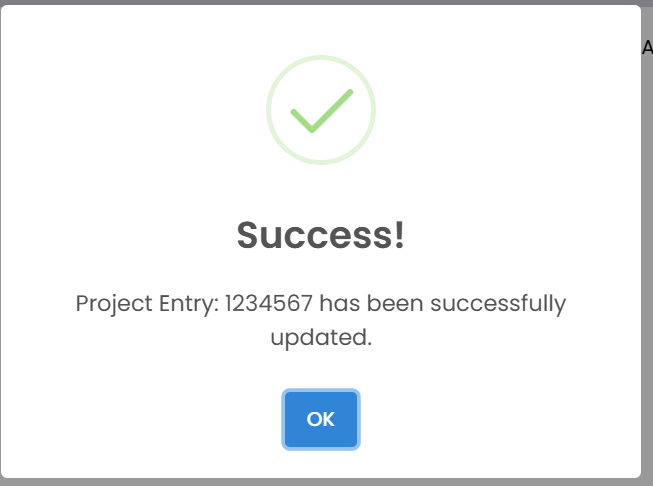 A
Success!
Project Entry: 1234567 has been successfully
updated.
OK